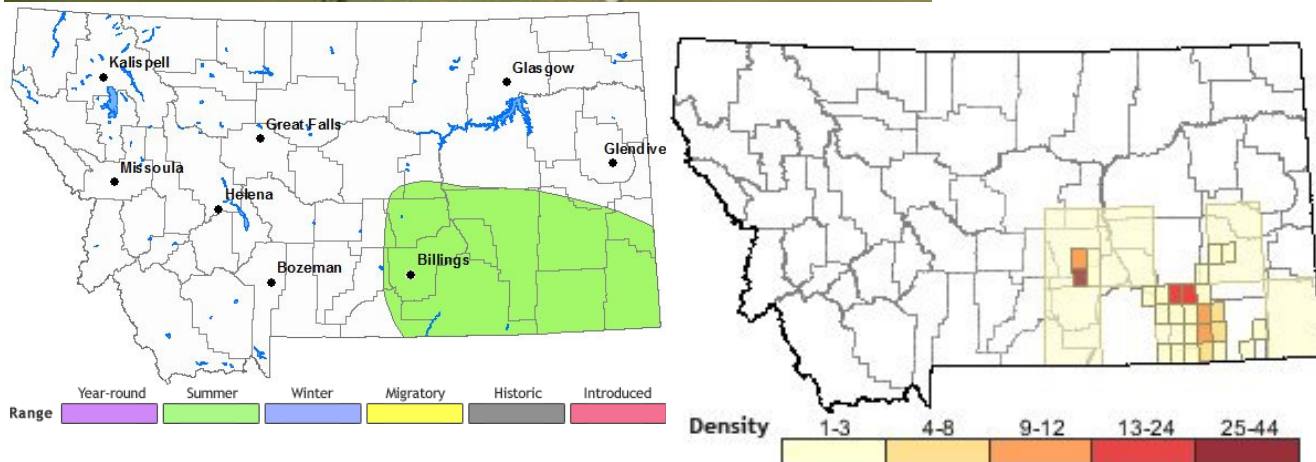 Kalispell
Glasgow
Great Falls
Glendive
Missoula
Helena
Bozeman
Billings
Year-round Summer Winter Migratory Historic Introduced
Range
Density 1-3 4-8 9-12 13-24 25-44